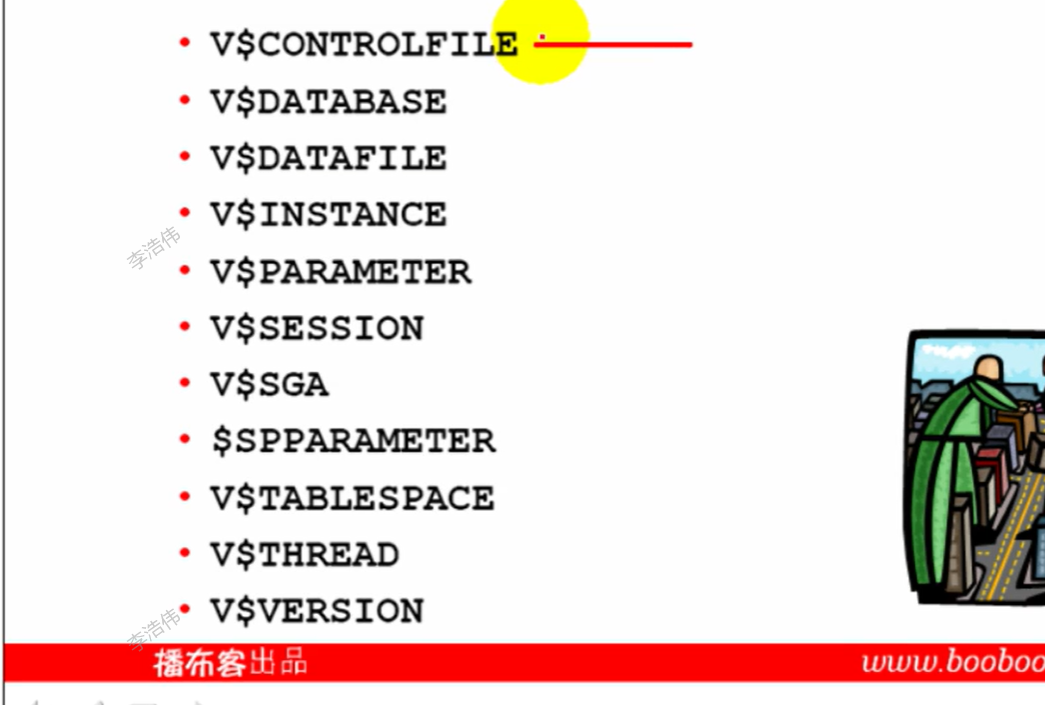 • V$CONTROLFILE
• V$DATABASE
• V$DATAFILE
• V$INSTANCE
李浩伟
• V$PARAMETER
• V$SESSION
• V$SGA
• $SPPARAMETER
• V$TABLESPACE
• V$THREAD
• V$VERSION
李浩伟
播布客出品
www.booboo